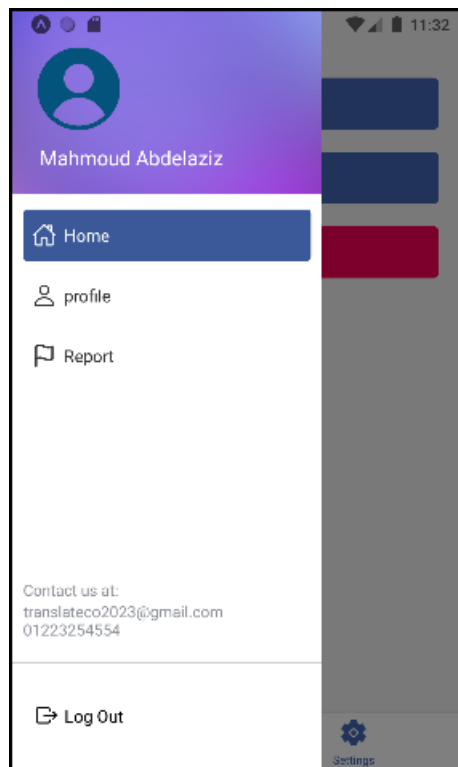 11:32
Mahmoud Abdelaziz
Home
profile
Report
Contact us at:
translateco2023@gmail.com
01223254554
Log Out
Settings